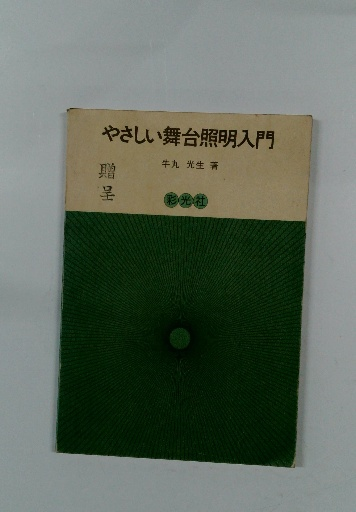 やさしい舞台照明入門
牛丸 光生 著
贈
呈
彩光社